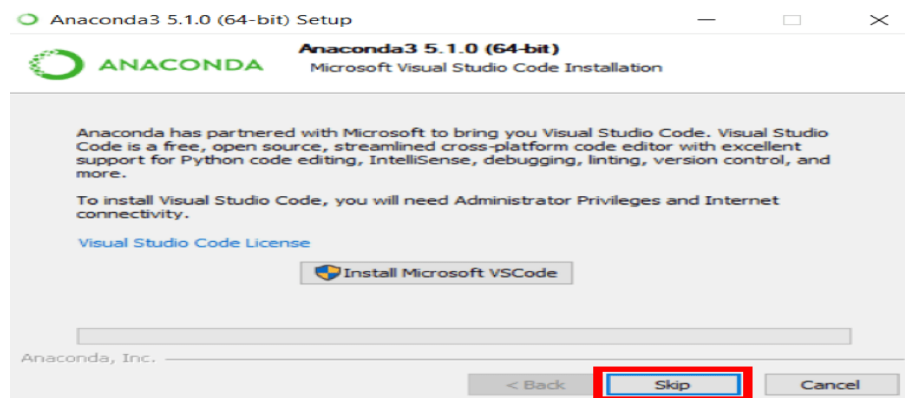 Anaconda3 5.1.0 (64-bit) Setup
ANACONDA
Anaconda3 5.1.0 (64-bit)
Microsoft Visual Studio Code Installation
Anaconda has partnered with Microsoft to bring you Visual Studio Code. Visual Studio
Code is a free, open source, streamlined cross-platform code editor with excellent
support for Python code editing, IntelliSense, debugging, linting, version control, and
more.
To install Visual Studio Code, you will need Administrator Privileges and Internet
connectivity.
Visual Studio Code License
Install Microsoft VSCode
Anaconda, Inc.
< Back
Skip
Cancel